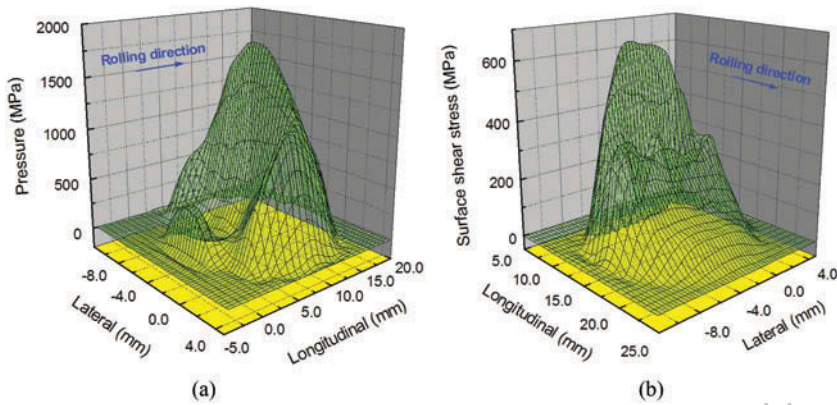 2000
1500
1000
500
0
Pressure (MPa)
Rolling direction
-8.0
-4.0
0.0
4.0
Lateral (mm)
-5.0
0.0
5.0
10.0
15.0
20.0
Longitudinal (mm)
(a)
600
400
200
0
Surface shear stress (MPa)
Rolling direction
5.0
10.0
15.0
20.0
25.0
Longitudinal (mm)
-8.0
-4.0
0.0
4.0
Lateral (mm)
(b)